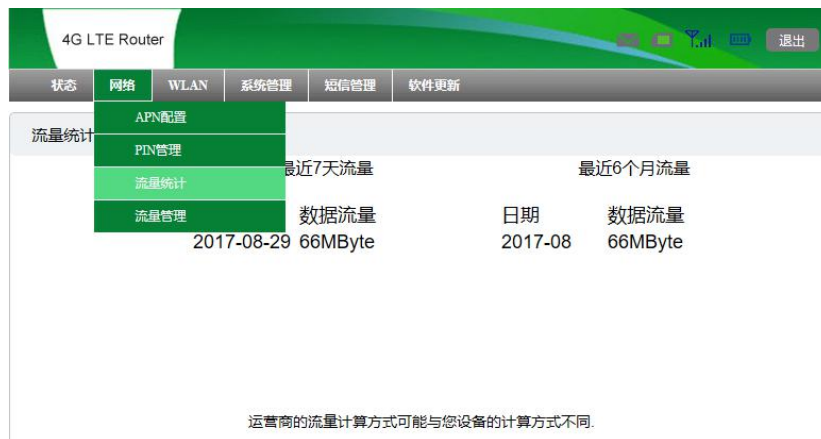 4G LTE Router
退出
状态 网络 WLAN 系统管理 短信管理 软件更新
APN配置
流量统计
PIN管理
最近7天流量 最近6个月流量
流量统计
流量管理 数据流量 日期 数据流量
2017-08-29 66MByte 2017-08 66MByte
运营商的流量计算方式可能与您设备的计算方式不同.